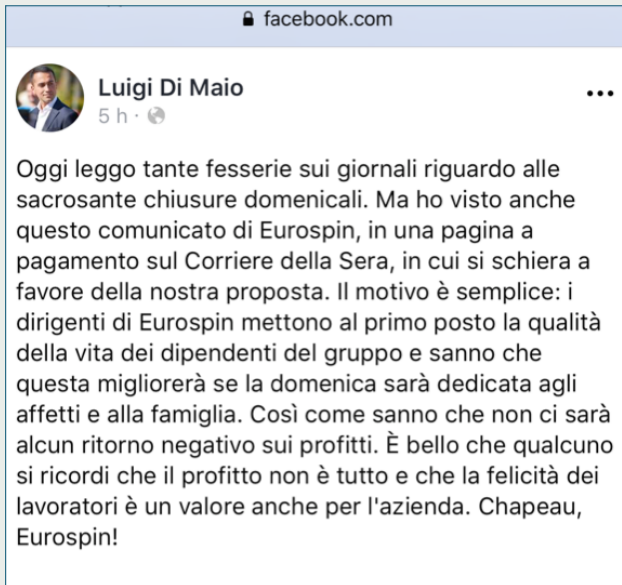 facebook.com
Luigi Di Maio
5 h ·
Oggi leggo tante fesserie sui giornali riguardo alle
sacrosante chiusure domenicali. Ma ho visto anche
questo comunicato di Eurospin, in una pagina a
pagamento sul Corriere della Sera, in cui si schiera a
favore della nostra proposta. Il motivo è semplice: i
dirigenti di Eurospin mettono al primo posto la qualità
della vita dei dipendenti del gruppo e sanno che
questa migliorerà se la domenica sarà dedicata agli
affetti e alla famiglia. Così come sanno che non ci sarà
alcun ritorno negativo sui profitti. È bello che qualcuno
si ricordi che il profitto non è tutto e che la felicità dei
lavoratori è un valore anche per l'azienda. Chapeau,
Eurospin!